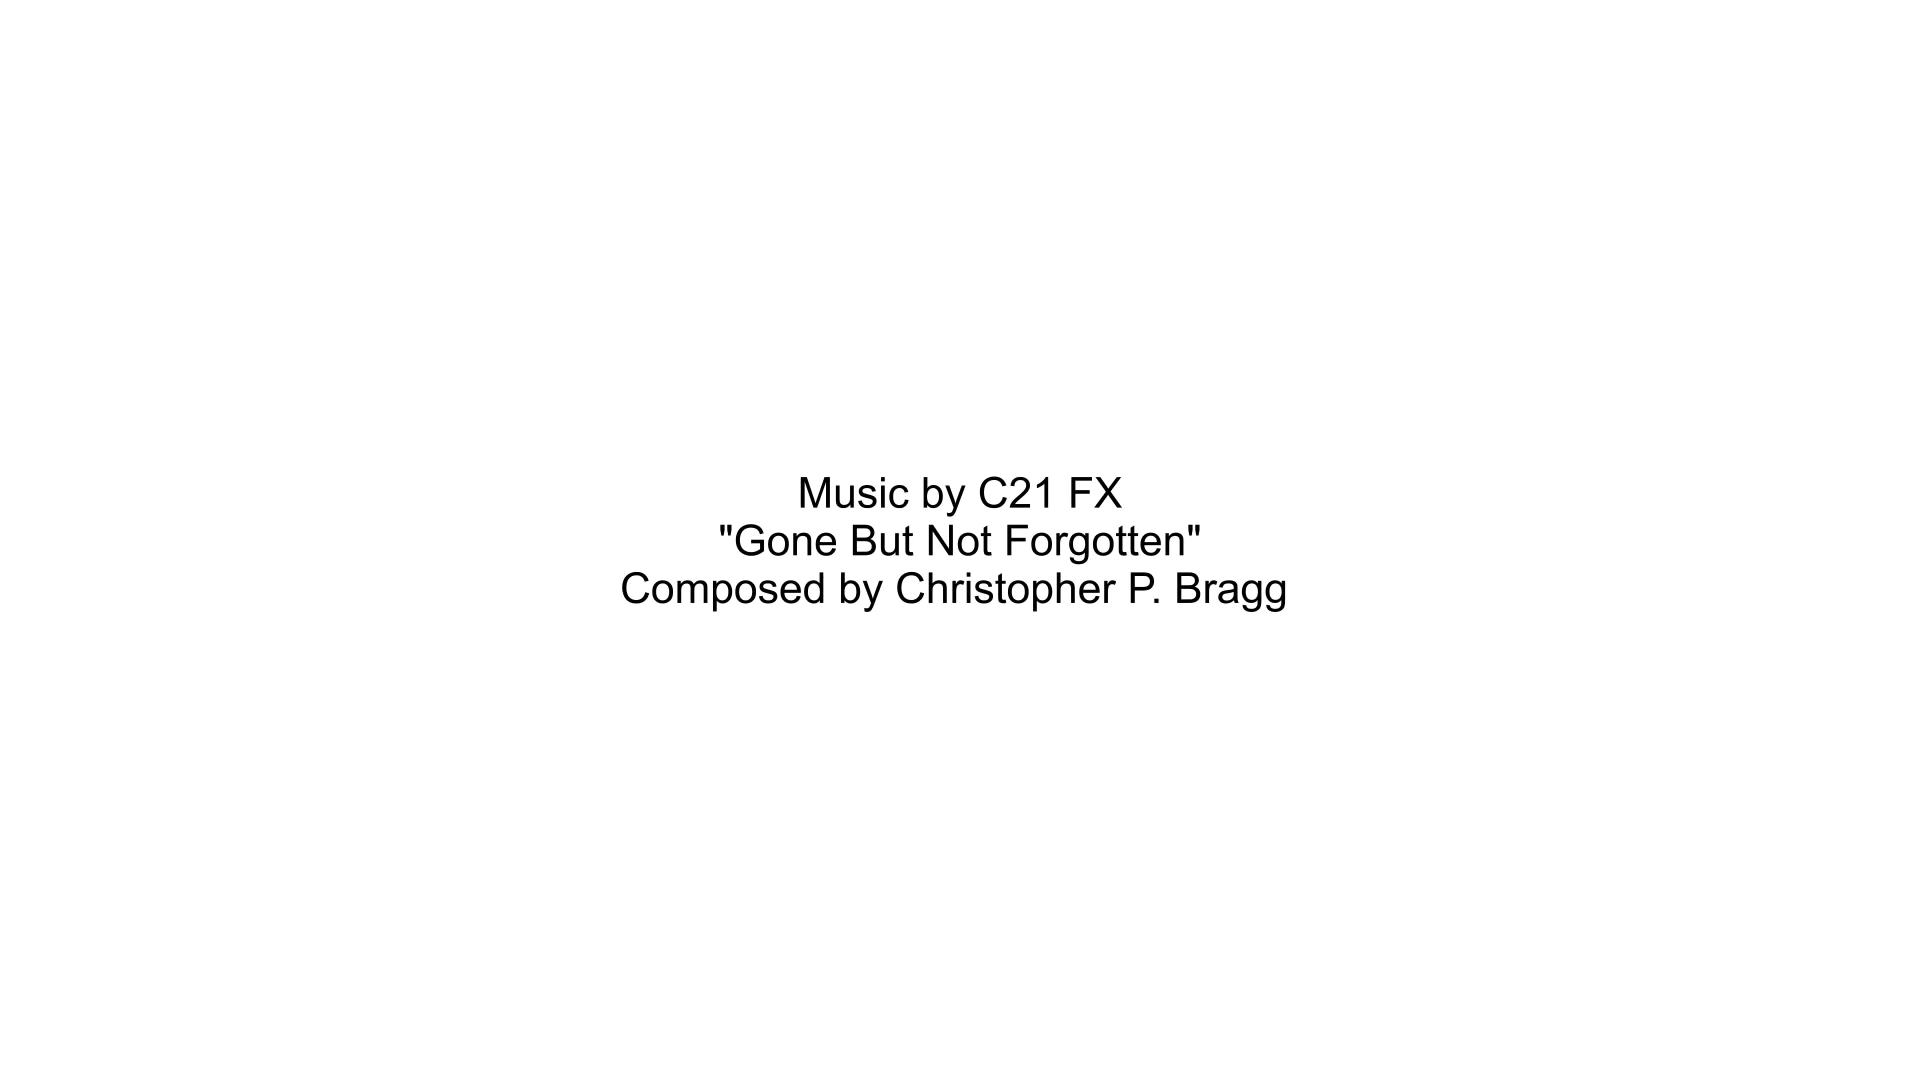 Music by C21 FX
"Gone But Not Forgotten"
Composed by Christopher P. Bragg